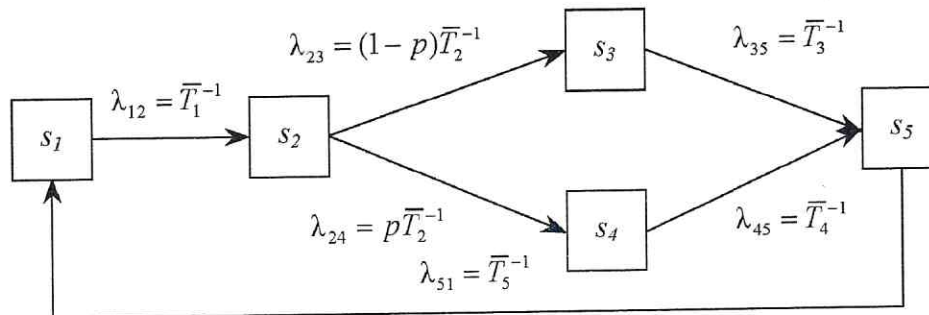 λ₂₃ = (1 − p)T̅₂⁻¹
s₃
λ₃₅ = T̅₃⁻¹
λ₁₂ = T̅₁⁻¹
s₁
s₂
s₅
λ₂₄ = pT̅₂⁻¹
s₄
λ₄₅ = T̅₄⁻¹
λ₅₁ = T̅₅⁻¹